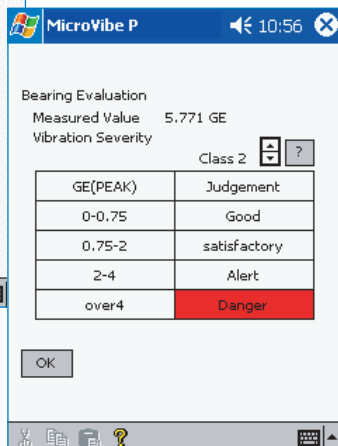 MicroVibe P 10:56
Bearing Evaluation
Measured Value 5.771 GE
Vibration Severity
Class 2 ?
GE(PEAK) Judgement
0-0.75 Good
0.75-2 satisfactory
2-4 Alert
over4 Danger
OK